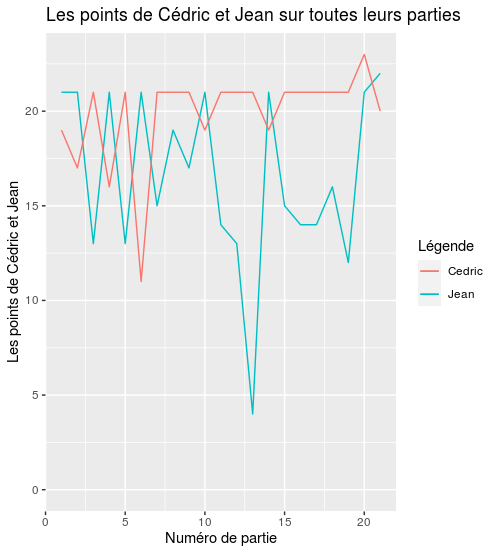 Les points de Cédric et Jean sur toutes leurs parties
Les points de Cédric et Jean
20
15
10
5
0
0 5 10 15 20
Numéro de partie
Légende
Cedric
Jean